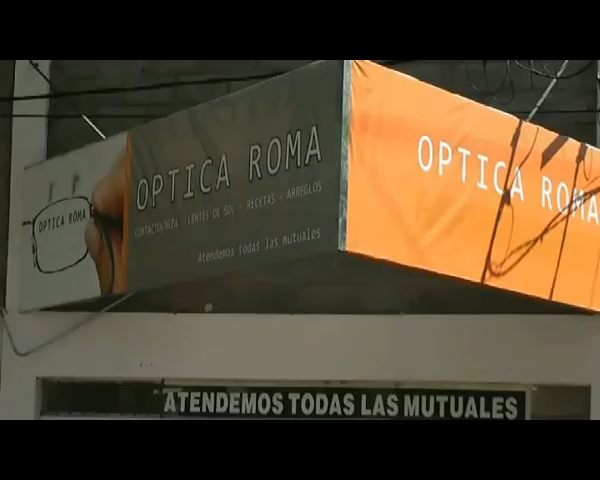 OPTICA ROMA
OPTICA ROMA
CONTACTOLOGIA - LENTES DE SOL - RECETAS - ARREGLOS
Atendemos todas las mutuales
OPTICA ROMA
ATENDEMOS TODAS LAS MUTUALES